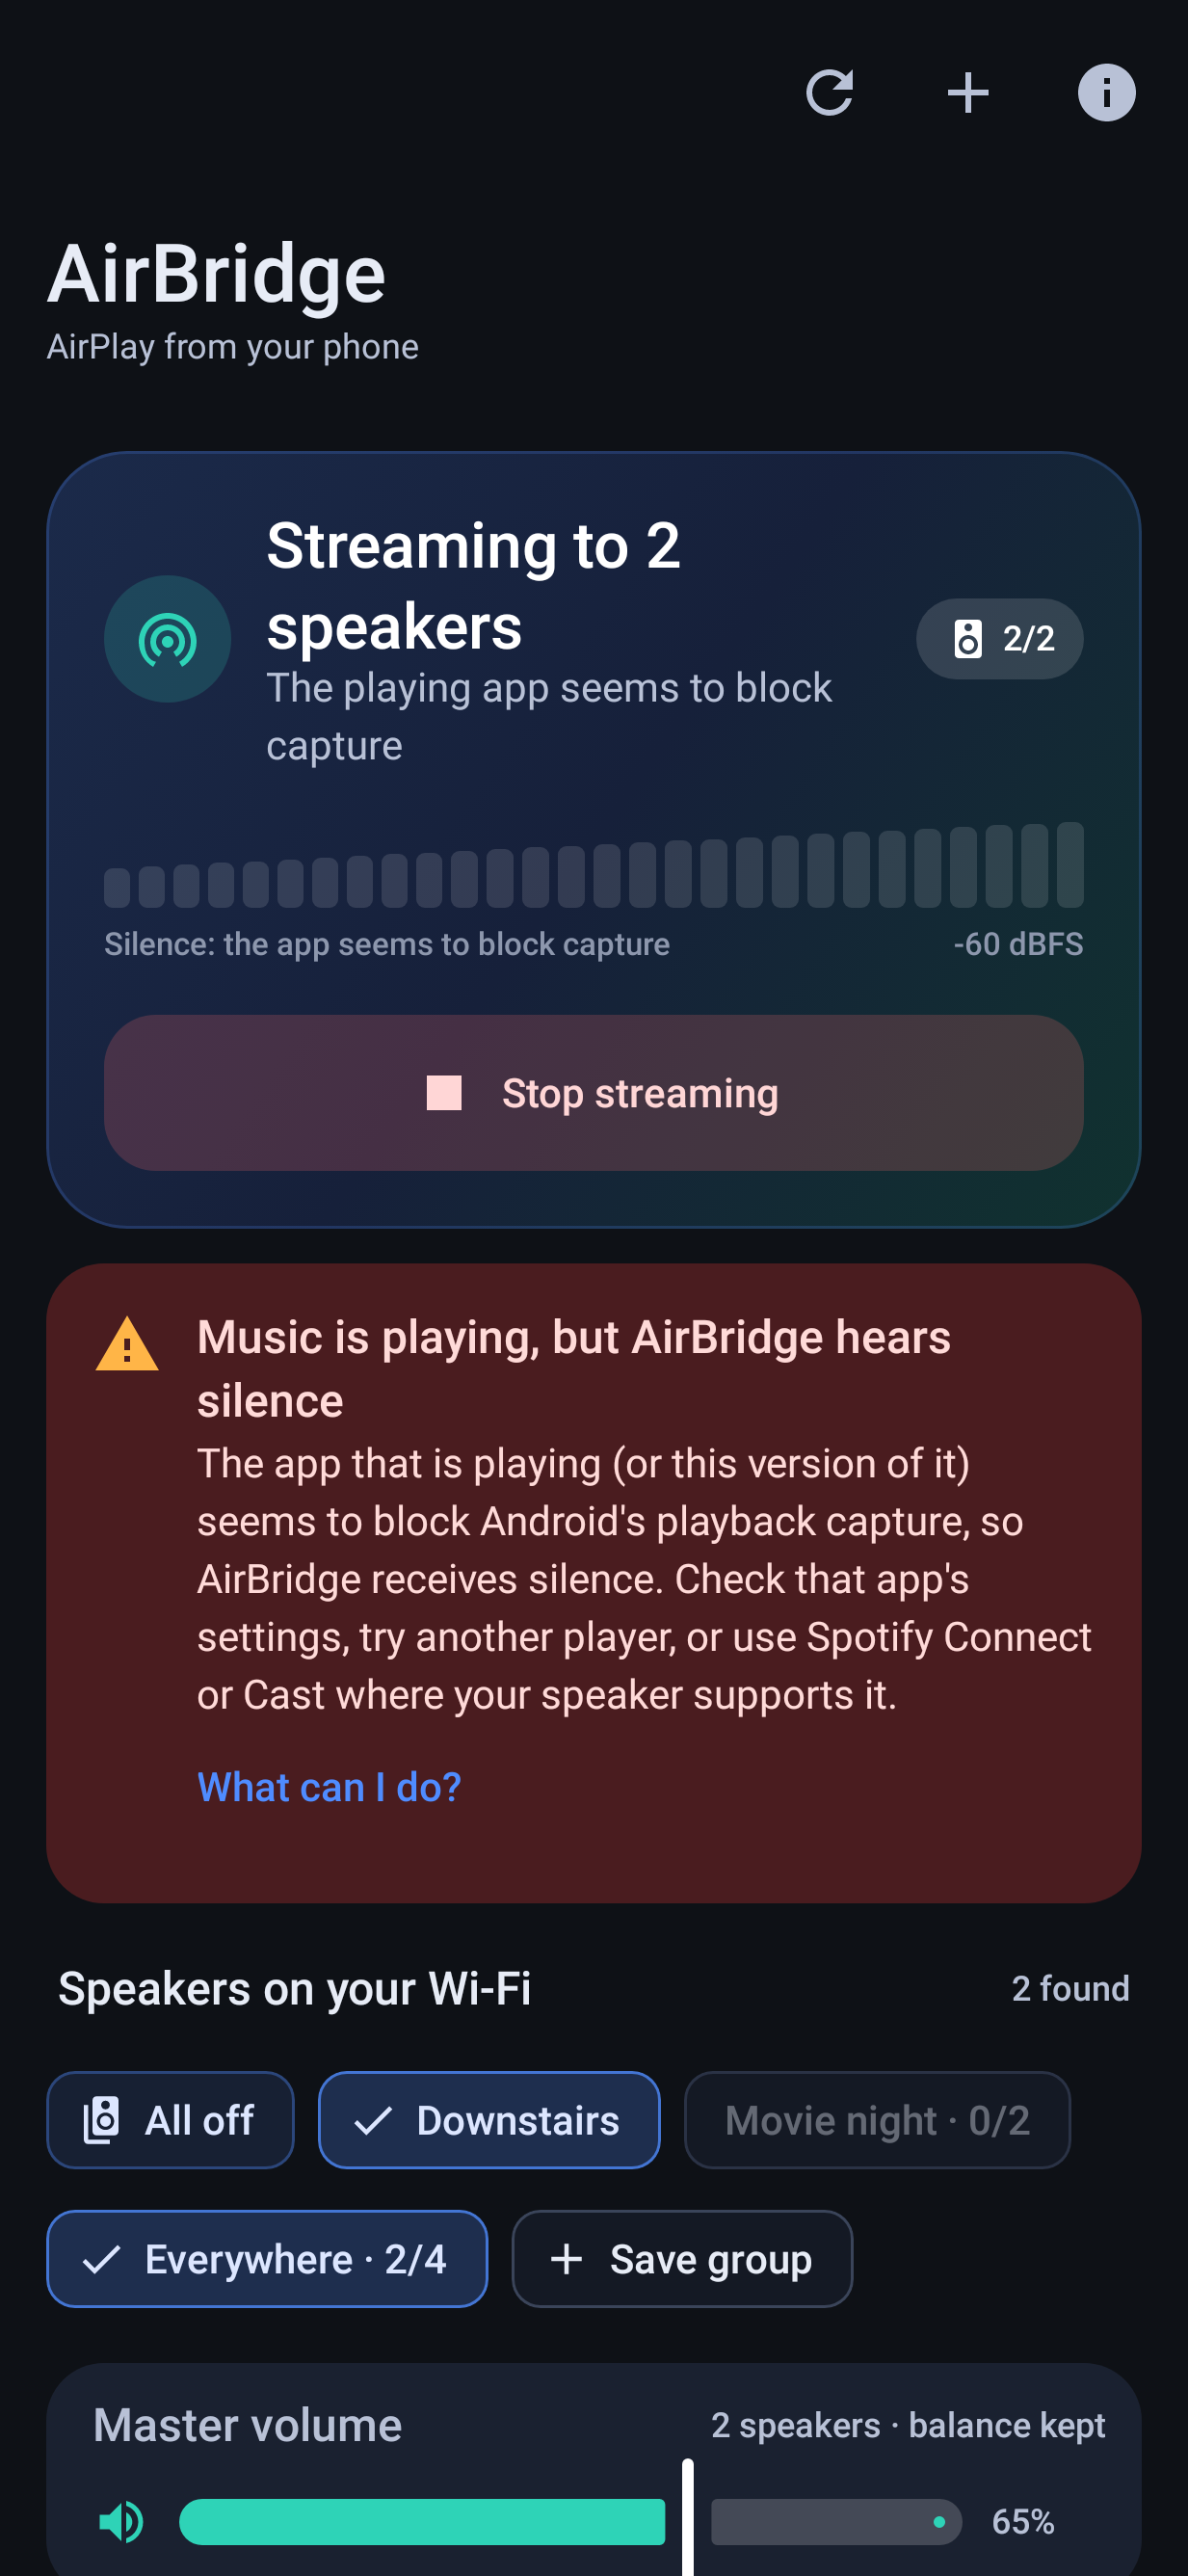 AirBridge
AirPlay from your phone
Streaming to 2
speakers
The playing app seems to block
capture
2/2
Silence: the app seems to block capture
-60 dBFS
Stop streaming
Music is playing, but AirBridge hears
silence
The app that is playing (or this version of it)
seems to block Android's playback capture, so
AirBridge receives silence. Check that app's
settings, try another player, or use Spotify Connect
or Cast where your speaker supports it.
What can I do?
Speakers on your Wi-Fi
2 found
All off
Downstairs
Movie night · 0/2
Everywhere · 2/4
Save group
Master volume
2 speakers · balance kept
65%